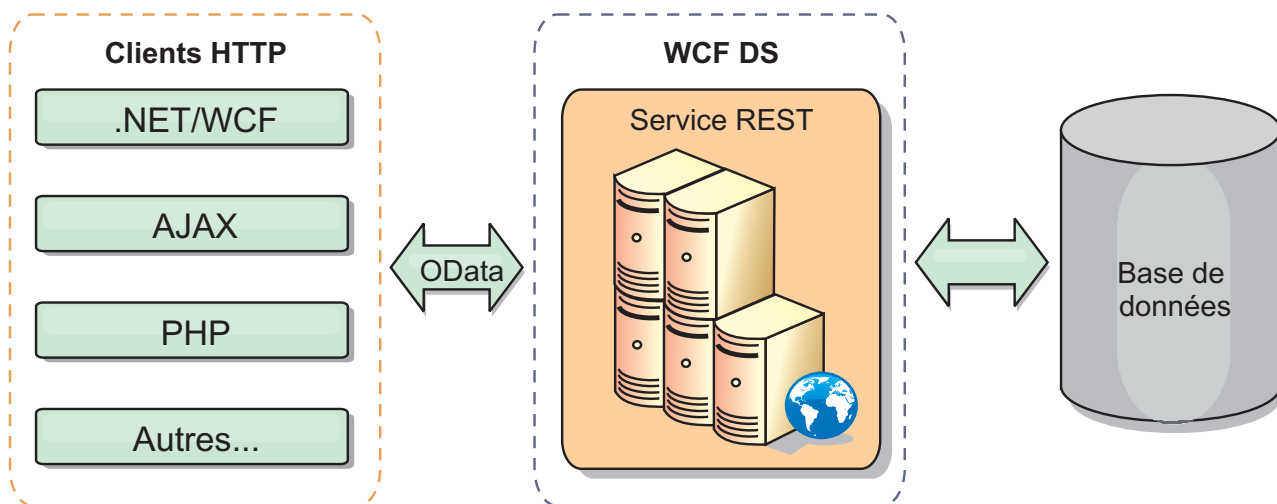 Clients HTTP
.NET/WCF
AJAX
PHP
Autres...
OData
WCF DS
Service REST
Base de
données